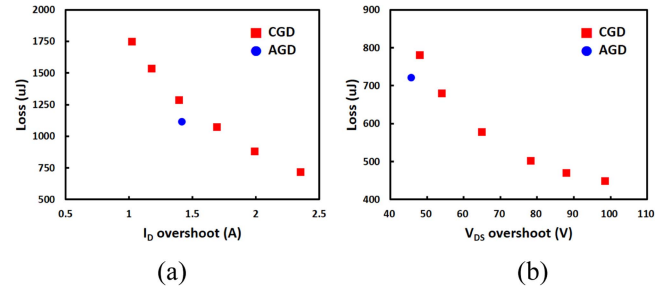 2000
1750
1500
1250
1000
750
500
0.5
1
1.5
2
2.5
Loss (uJ)
I_D overshoot (A)
CGD
AGD
(a)
900
800
700
600
500
400
40
50
60
70
80
90
100
110
Loss (uJ)
V_DS overshoot (V)
CGD
AGD
(b)